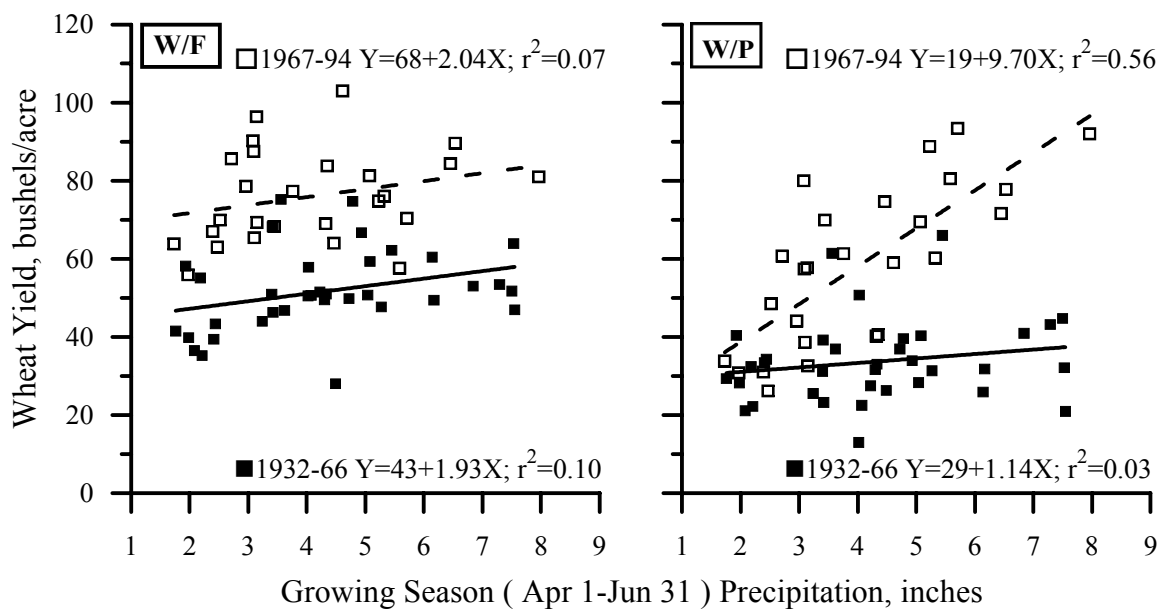 W/F
□1967-94 Y=68+2.04X; r²=0.07
W/P
□1967-94 Y=19+9.70X; r²=0.56
120
100
80
60
40
20
0
Wheat Yield, bushels/acre
■1932-66 Y=43+1.93X; r²=0.10
■1932-66 Y=29+1.14X; r²=0.03
1 2 3 4 5 6 7 8 9
1 2 3 4 5 6 7 8 9
Growing Season ( Apr 1-Jun 31 ) Precipitation, inches